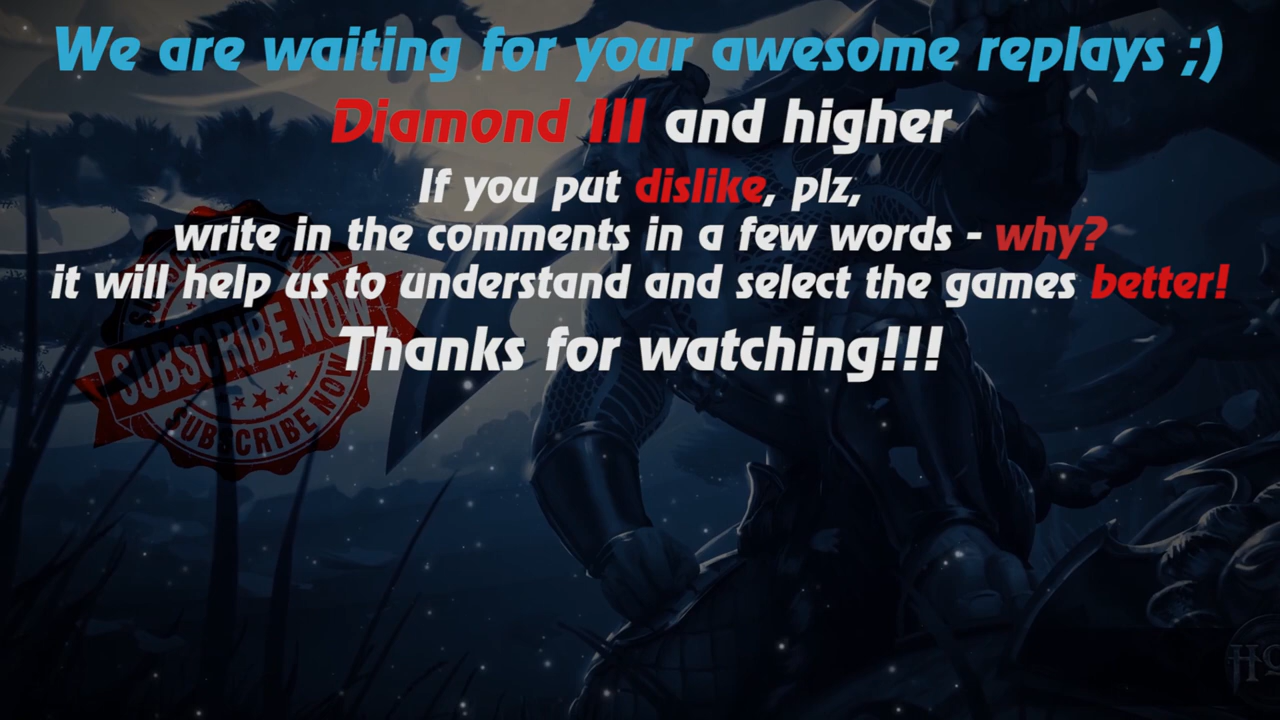 We are waiting for your awesome replays ;)
Diamond III and higher
If you put dislike, plz,
write in the comments in a few words - why?
it will help us to understand and select the games better!
Thanks for watching!!!
SUBSCRIBE NOW
SUBSCRIBE NOW
SUBSCRIBE NOW